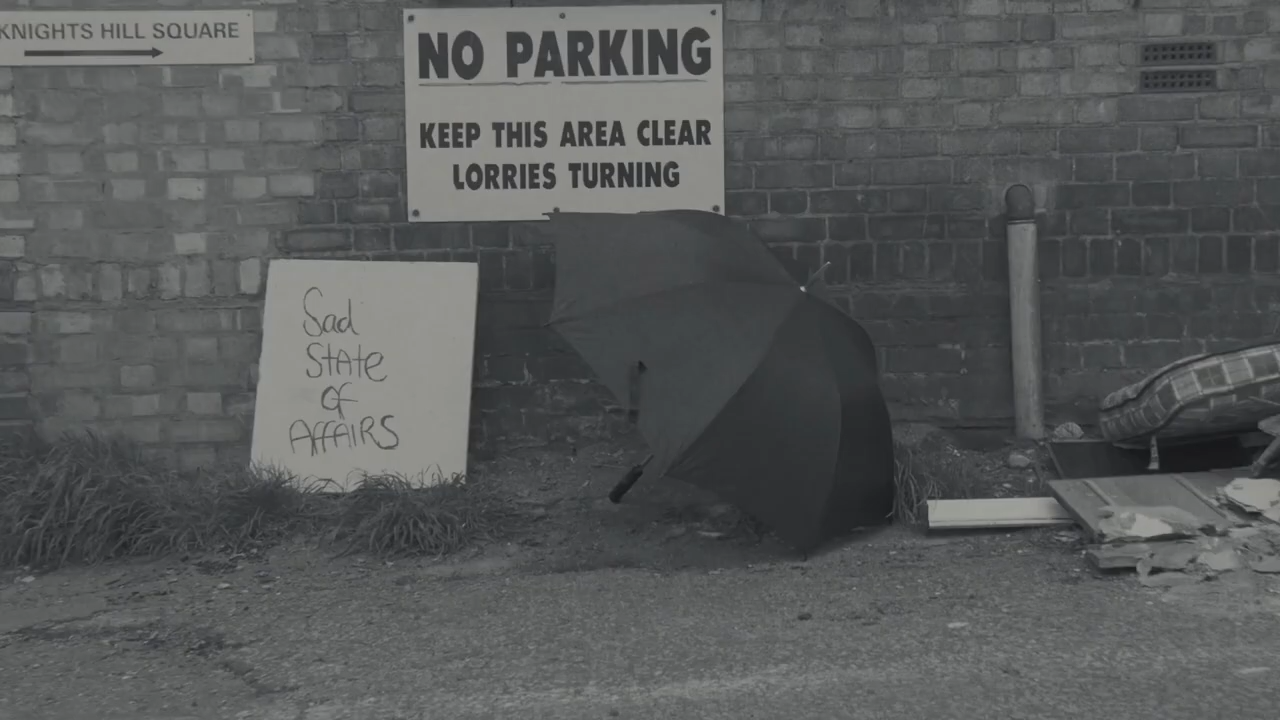 KNIGHTS HILL SQUARE
NO PARKING
KEEP THIS AREA CLEAR
LORRIES TURNING
Sad
STATe
of
AFFAIRS